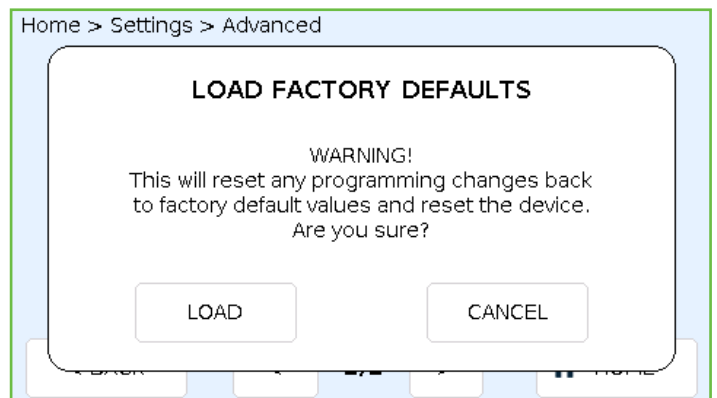 Home > Settings > Advanced
LOAD FACTORY DEFAULTS
WARNING!
This will reset any programming changes back
to factory default values and reset the device.
Are you sure?
LOAD CANCEL